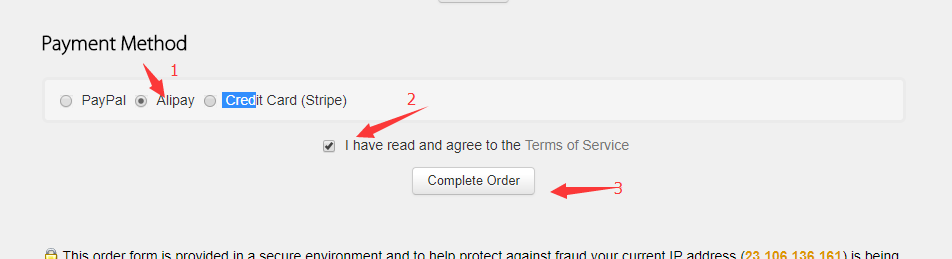 Payment Method
1
PayPal Alipay Credit Card (Stripe)
2
I have read and agree to the Terms of Service
Complete Order
3
This order form is provided in a secure environment and to help protect against fraud your current IP address (23.106.136.161) is being